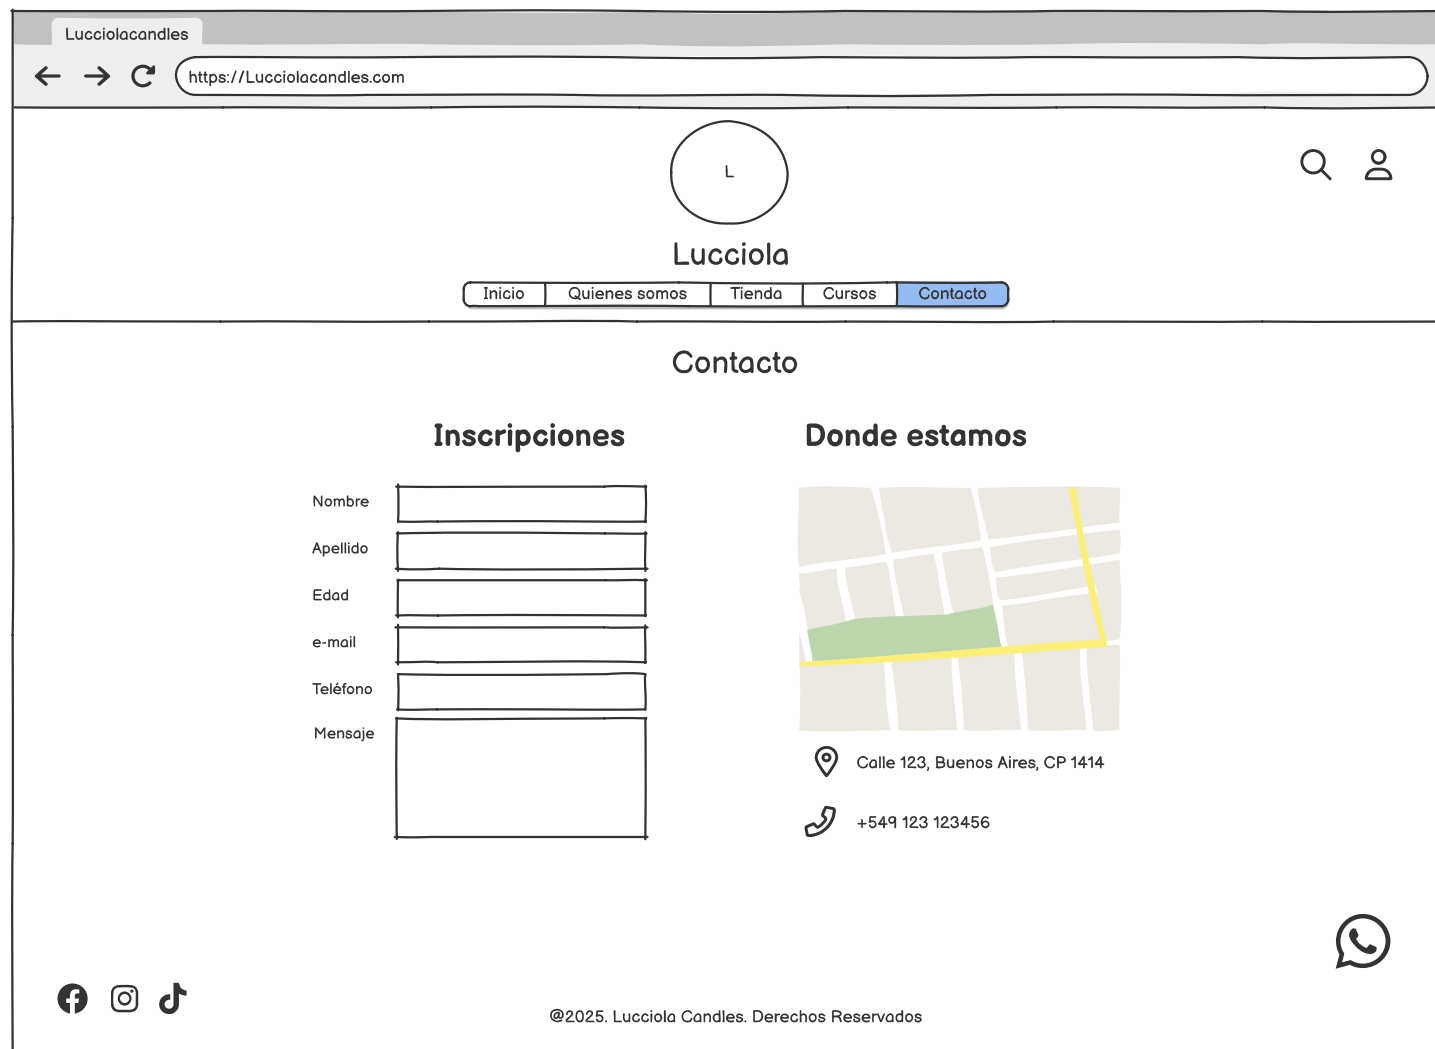 Lucciolacandles
https://Lucciolacandles.com
L
Lucciola
Inicio Quienes somos Tienda Cursos Contacto
Contacto
Inscripciones
Nombre
Apellido
Edad
e-mail
Teléfono
Mensaje
Donde estamos
Calle 123, Buenos Aires, CP 1414
+549 123 123456
@2025. Lucciola Candles. Derechos Reservados